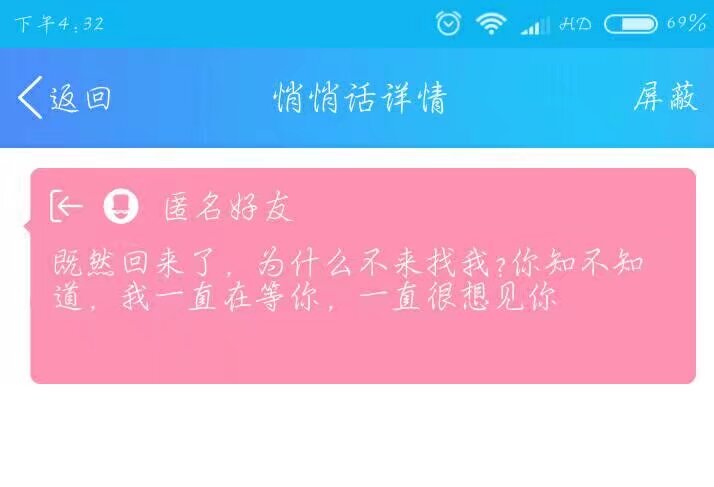 下午4:32 HD 69%
返回 悄悄话详情 屏蔽
匿名好友
既然回来了，为什么不来找我?你知不知
道，我一直在等你，一直很想见你